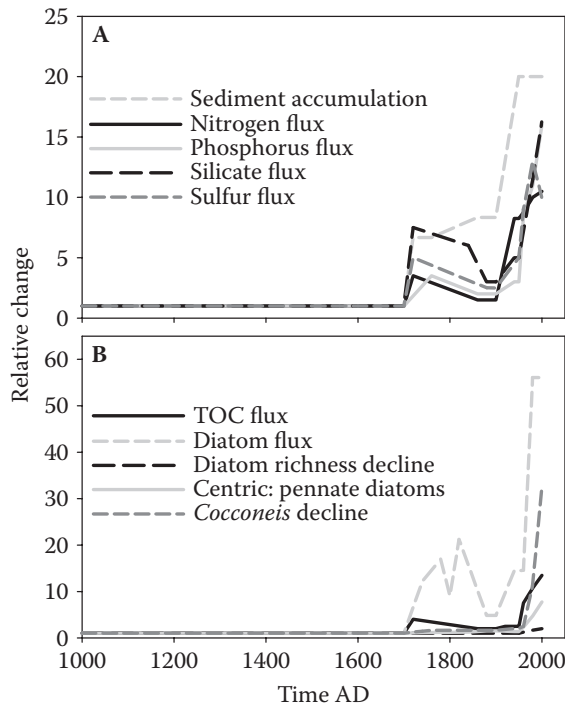 A
25
20
15
10
5
0
Sediment accumulation
Nitrogen flux
Phosphorus flux
Silicate flux
Sulfur flux
Relative change
B
60
50
40
30
20
10
0
TOC flux
Diatom flux
Diatom richness decline
Centric: pennate diatoms
Cocconeis decline
1000 1200 1400 1600 1800 2000
Time AD